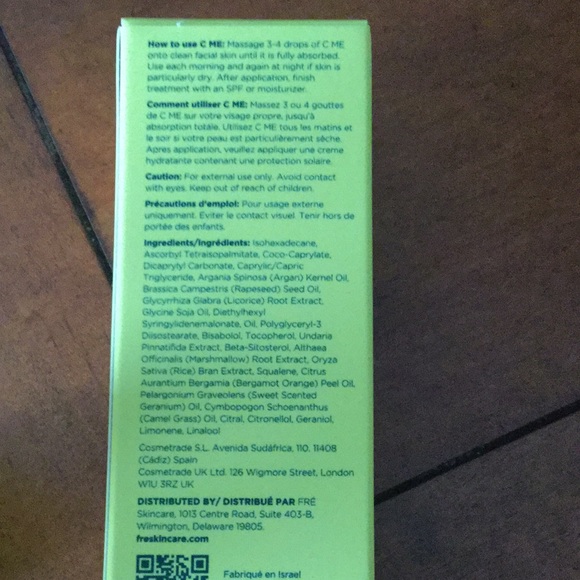 How to use C ME: Massage 3-4 drops of C ME
onto clean facial skin until it is fully absorbed.
Use each morning and again at night if skin is
particularly dry. After application, finish
treatment with an SPF or moisturizer.
Comment utiliser C ME: Massez 3 ou 4 gouttes
de C ME sur votre visage propre, jusqu'à
absorption totale. Utilisez C ME tous les matins et
le soir si votre peau est particulièrement sèche.
Apres application, veuillez appliquer une creme
hydratante contenant une protection solaire.
Caution: For external use only. Avoid contact
with eyes. Keep out of reach of children.
Précautions d'emploi: Pour usage externe
uniquement. Eviter le contact visuel. Tenir hors de
portée des enfants.
Ingredients/ingrédients: Isohexadecane,
Ascorbyl Tetraisopalmitate, Coco-Caprylate,
Dicaprylyl Carbonate, Caprylic/Capric
Triglyceride, Argania Spinosa (Argan) Kernel Oil,
Brassica Campestris (Rapeseed) Seed Oil,
Glycyrrhiza Glabra (Licorice) Root Extract,
Glycine Soja Oil, Diethylhexyl
Syringylidenemalonate, Oil, Polyglyceryl-3
Diisostearate, Bisabolol, Tocopherol, Undaria
Pinnatifida Extract, Beta-Sitosterol, Althaea
Officinalis (Marshmallow) Root Extract, Oryza
Sativa (Rice) Bran Extract, Squalene, Citrus
Aurantium Bergamia (Bergamot Orange) Peel Oil,
Pelargonium Graveolens (Sweet Scented
Geranium) Oil, Cymbopogon Schoenanthus
(Camel Grass) Oil, Citral, Citronellol, Geraniol,
Limonene, Linalool
Cosmetrade S.L. Avenida Sudáfrica, 110. 11408
(Cádiz) Spain
Cosmetrade UK Ltd. 126 Wigmore Street, London
W1U 3RZ UK
DISTRIBUTED BY/ DISTRIBUÉ PAR FRÉ
Skincare, 1013 Centre Road, Suite 403-B,
Wilmington, Delaware 19805.
freskincare.com
Fabriqué en Israel